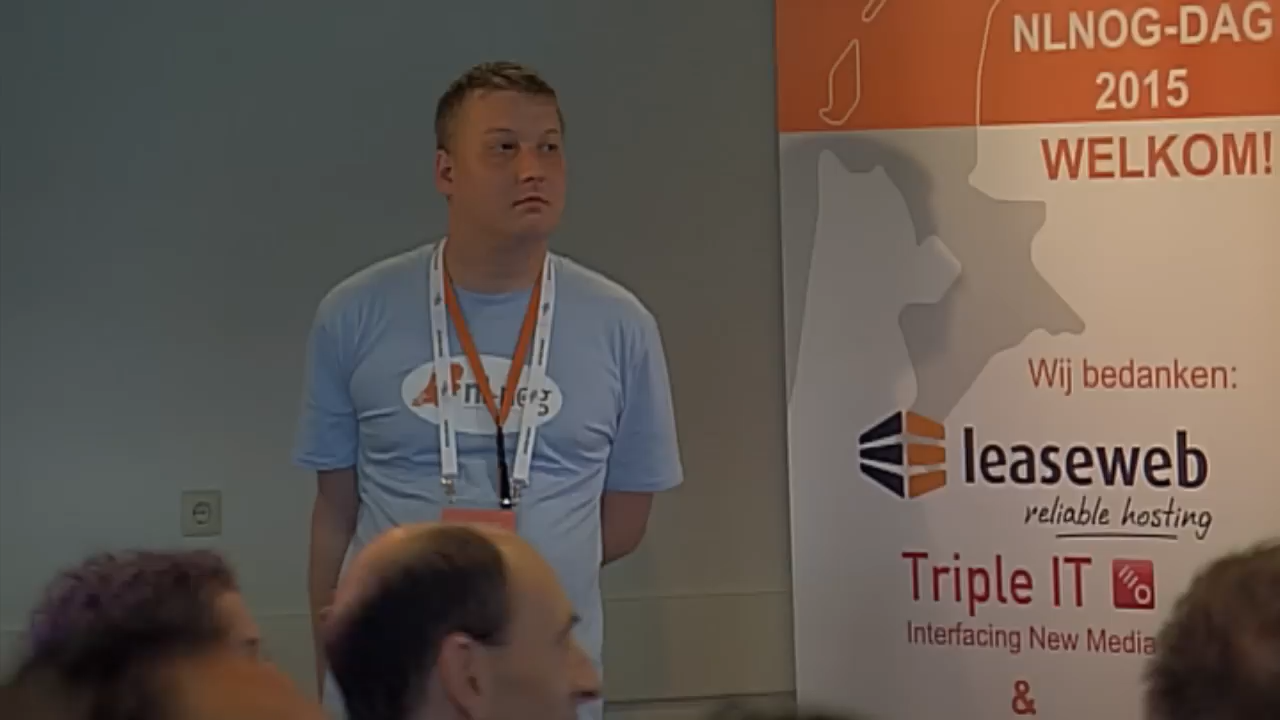 NLNOG-DAG
2015
WELKOM!
Wij bedanken:
leaseweb
reliable hosting
Triple IT
Interfacing New Media
&